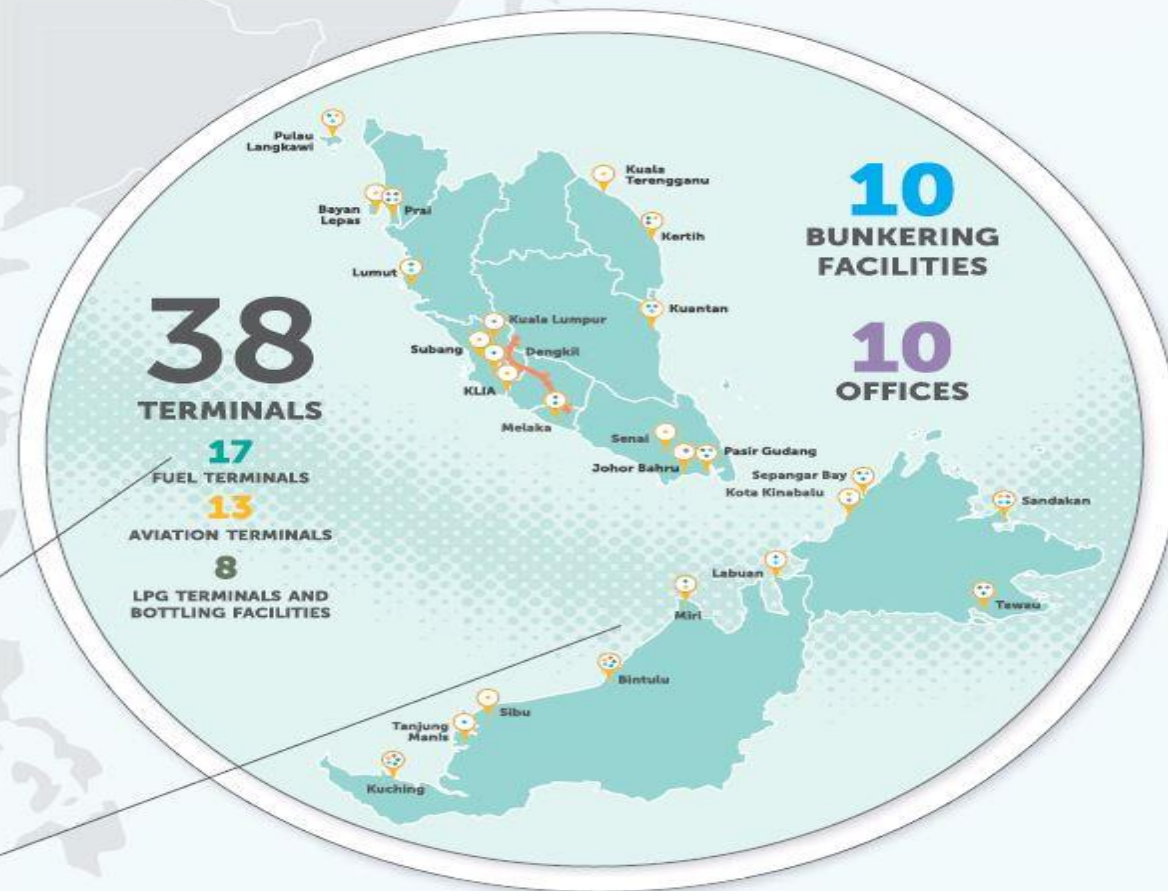 Pulau
Langkawi
Bayan
Lepas
Prai
Lumut
Kuala
Terengganu
Kertih
Kuantan
10
BUNKERING
FACILITIES
10
OFFICES
38
TERMINALS
17
FUEL TERMINALS
13
AVIATION TERMINALS
8
LPG TERMINALS AND
BOTTLING FACILITIES
Kuala Lumpur
Subang
Dengkil
KLIA
Melaka
Senai
Johor Bahru
Pasir Gudang
Sepangar Bay
Kota Kinabalu
Sandakan
Labuan
Tawau
Miri
Bintulu
Sibu
Tanjung
Manis
Kuching